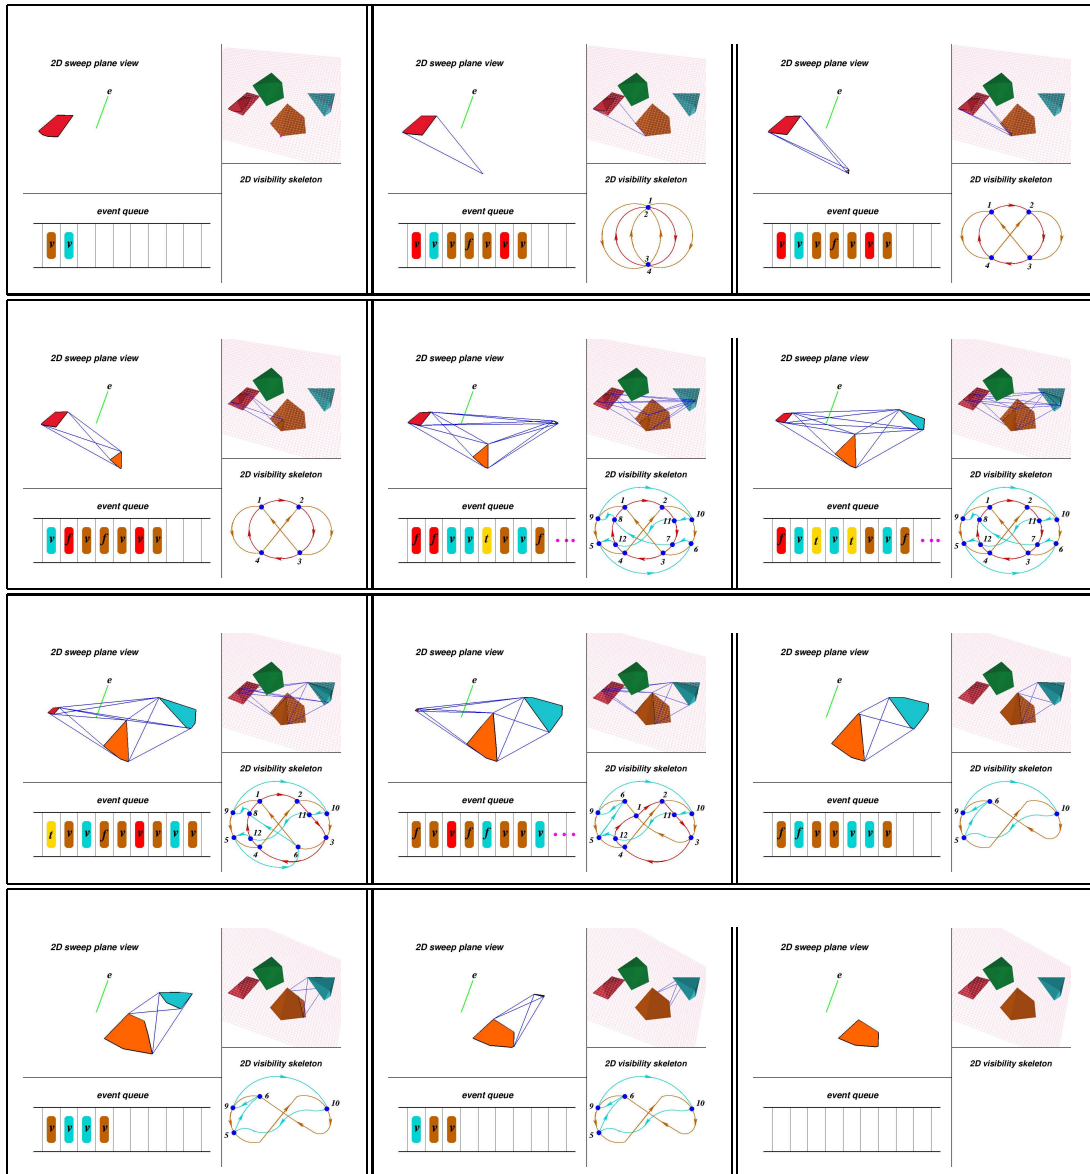 2D sweep plane view
e
event queue
v v
2D sweep plane view
e
2D visibility skeleton
1
2
3
4
event queue
v v v f v v v
2D sweep plane view
e
2D visibility skeleton
1 2
4 3
event queue
v v v f v v v
2D sweep plane view
e
2D visibility skeleton
1 2
4 3
event queue
v f v f v v v
2D sweep plane view
e
2D visibility skeleton
1 2
9 8 11 10
5 12 7 6
4 3
event queue
f f v v t v v f
2D sweep plane view
e
2D visibility skeleton
1 2
9 8 11 10
5 12 7 6
4 3
event queue
f v t v t v v f
2D sweep plane view
e
2D visibility skeleton
1 2
9 8 11 10
5 12 3
4 6
event queue
t v v f v v v v v
2D sweep plane view
e
2D visibility skeleton
6 2
9 1 11 10
5 12 3
4
event queue
f v v f f v v v
2D sweep plane view
e
2D visibility skeleton
6
9 10
5
event queue
f f v v v v v
2D sweep plane view
e
2D visibility skeleton
6
9 10
5
event queue
v v v v
2D sweep plane view
e
2D visibility skeleton
6
9 10
5
event queue
v v v
2D sweep plane view
e
2D visibility skeleton
event queue